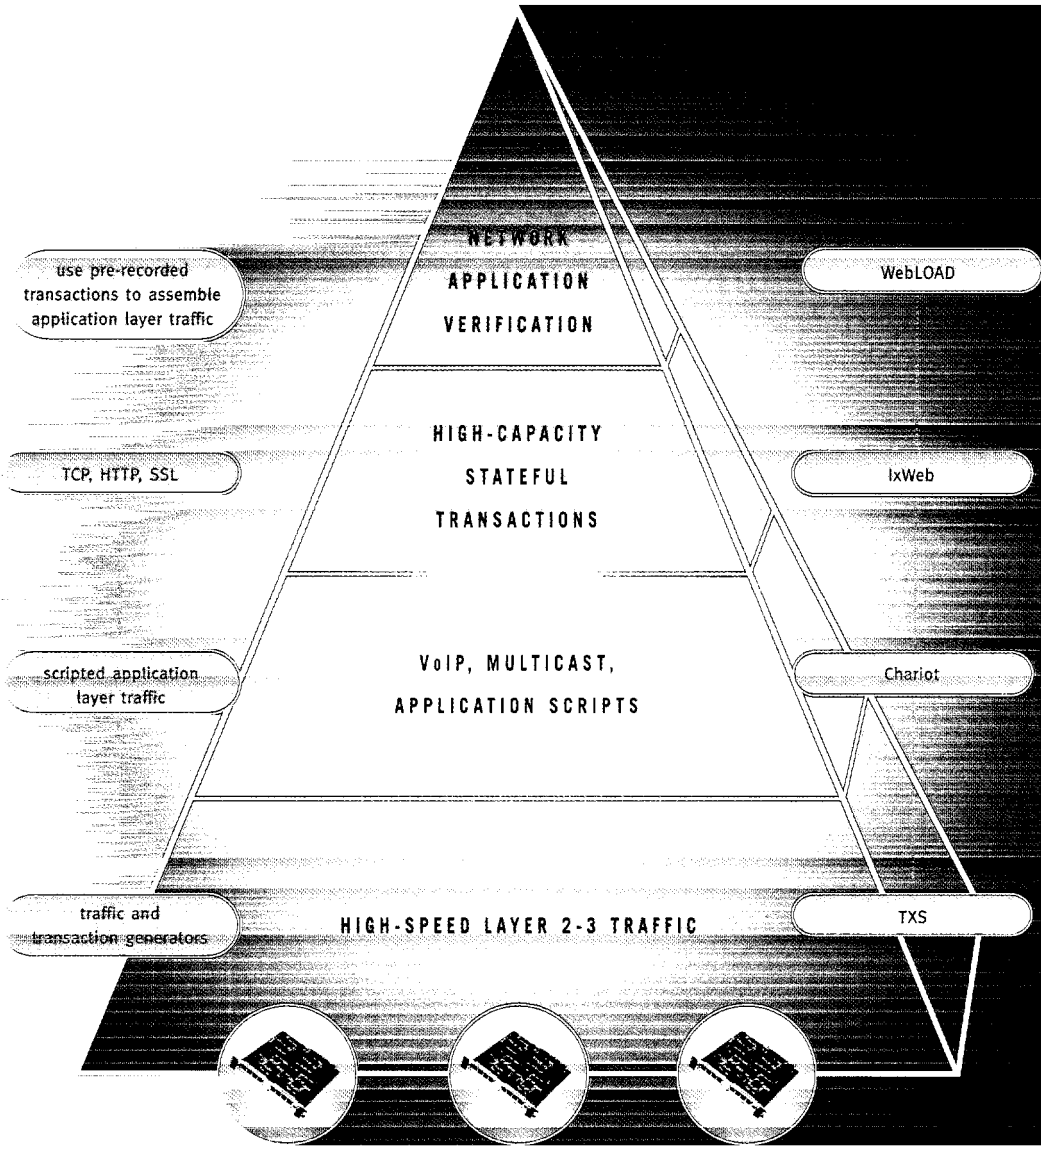 NETWORK
APPLICATION
VERIFICATION
use pre-recorded
transactions to assemble
application layer traffic
WebLOAD
HIGH-CAPACITY
STATEFUL
TRANSACTIONS
TCP, HTTP, SSL
IxWeb
VoIP, MULTICAST,
APPLICATION SCRIPTS
scripted application
layer traffic
Chariot
traffic and
transaction generators
HIGH-SPEED LAYER 2-3 TRAFFIC
TXS